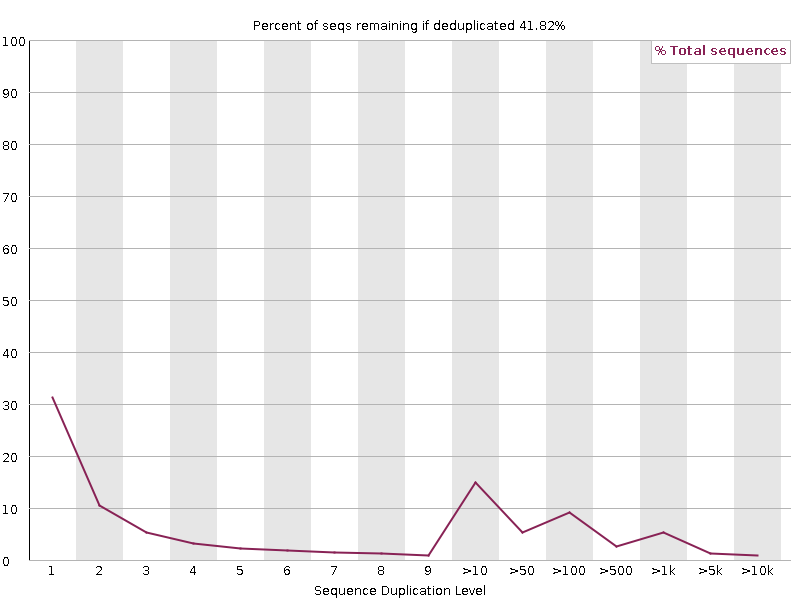 Percent of seqs remaining if deduplicated 41.82%
% Total sequences
100
90
80
70
60
50
40
30
20
10
0
1 2 3 4 5 6 7 8 9 >10 >50 >100 >500 >1k >5k >10k
Sequence Duplication Level